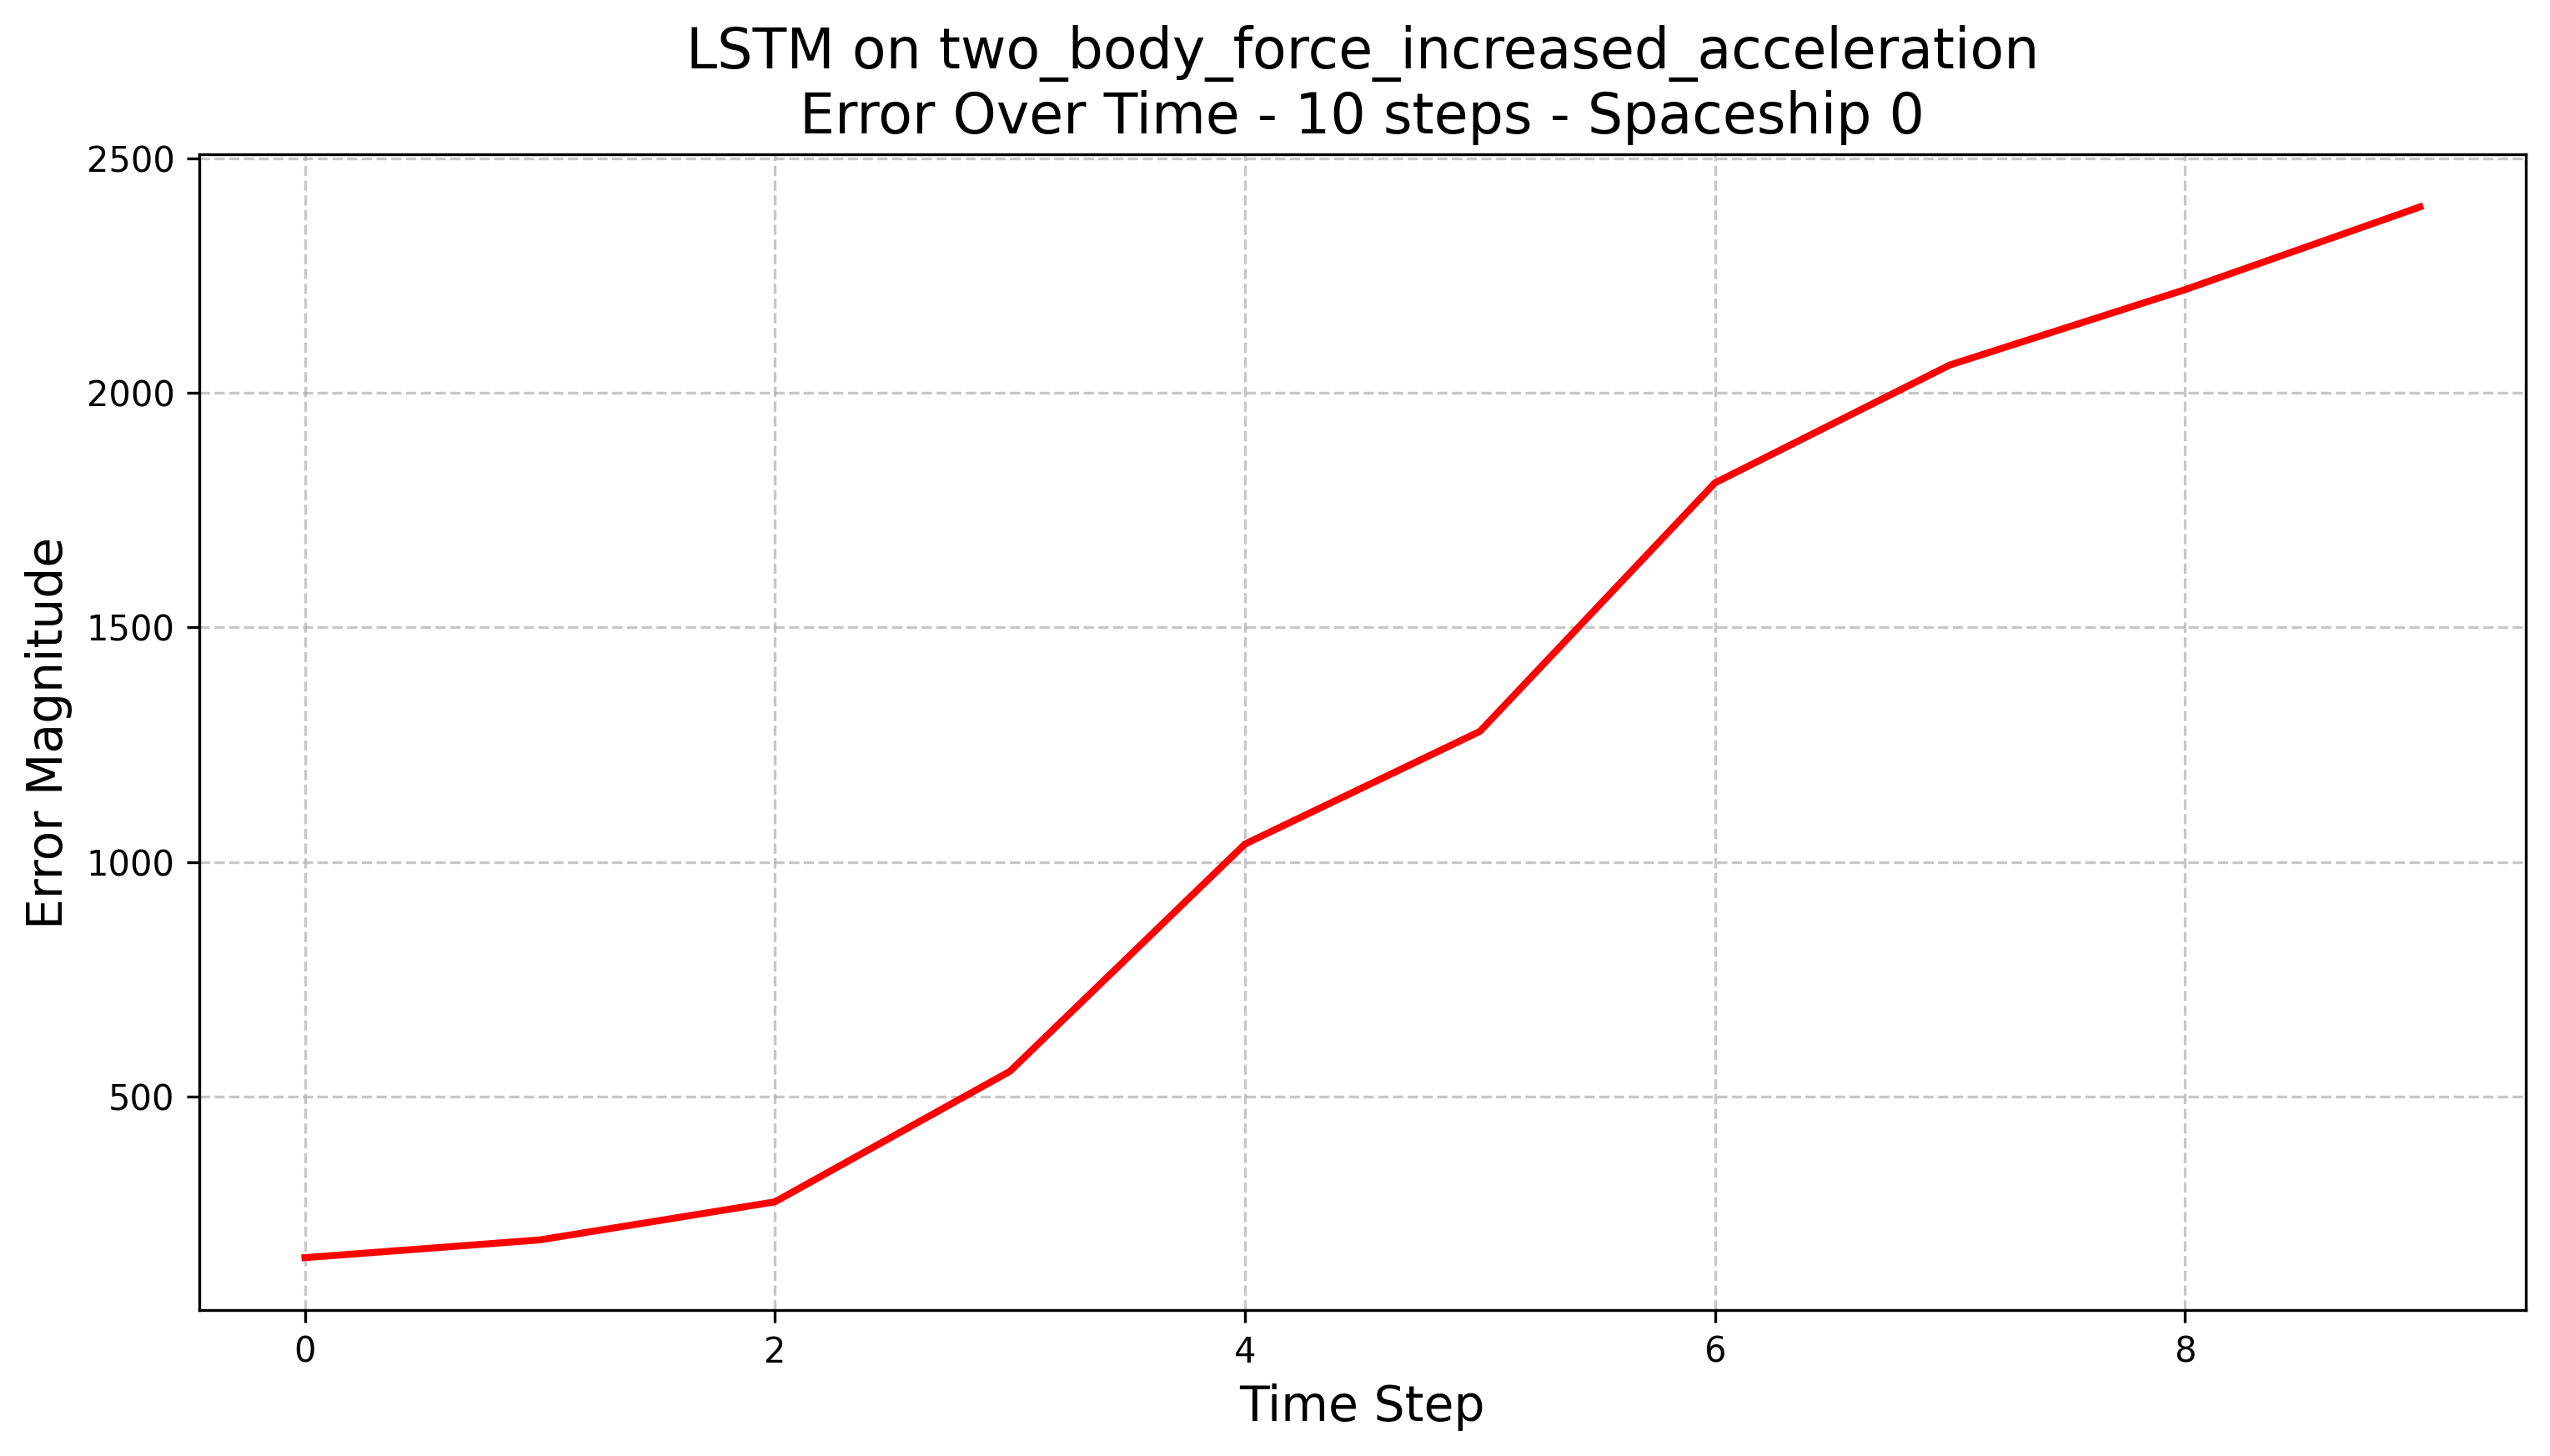 LSTM on two_body_force_increased_acceleration
Error Over Time - 10 steps - Spaceship 0
2500
2000
1500
1000
500
Error Magnitude
0 2 4 6 8
Time Step